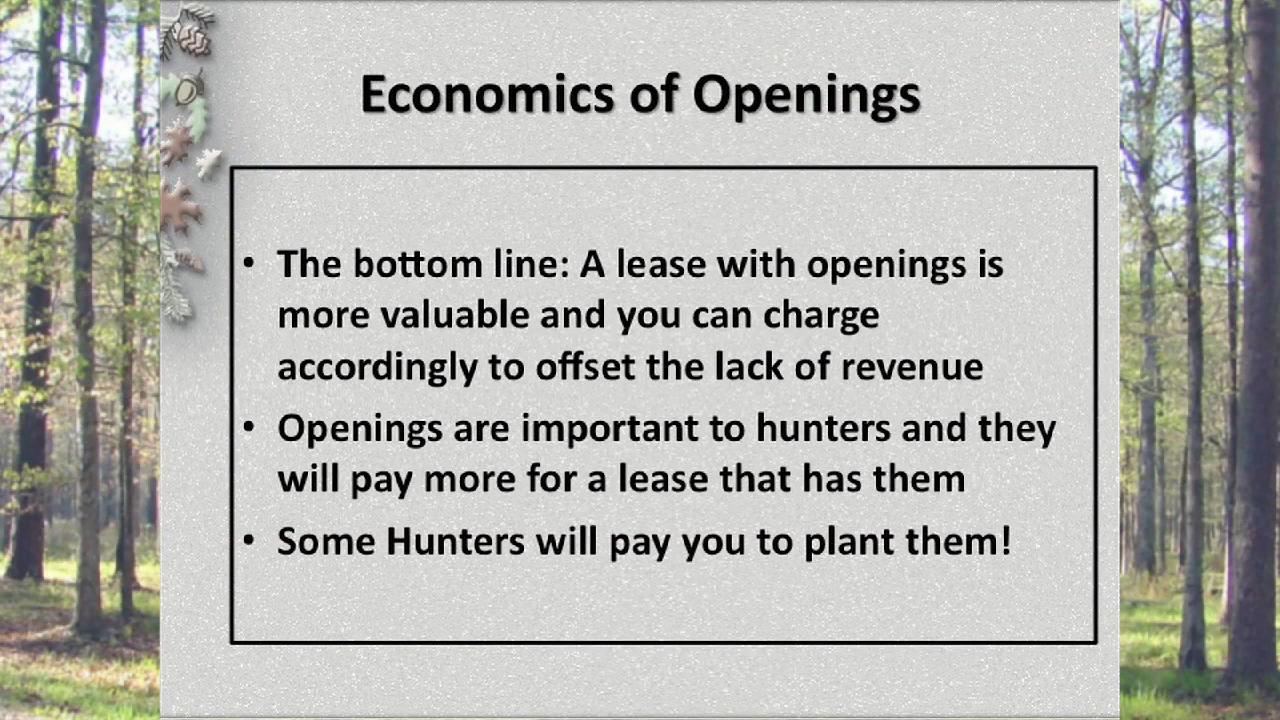 Economics of Openings
• The bottom line: A lease with openings is
more valuable and you can charge
accordingly to offset the lack of revenue
• Openings are important to hunters and they
will pay more for a lease that has them
• Some Hunters will pay you to plant them!